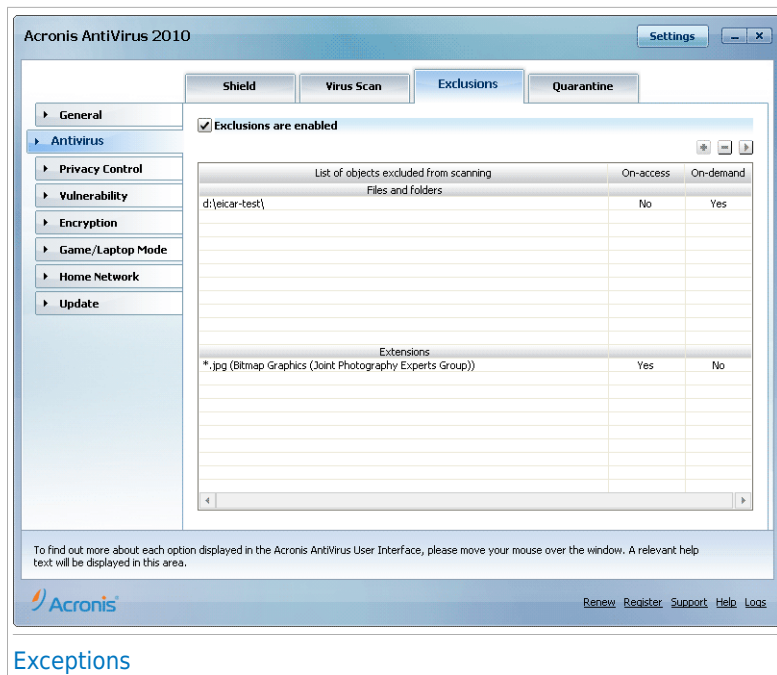 Acronis AntiVirus 2010
Settings
Shield
Virus Scan
Exclusions
Quarantine
General
Antivirus
Privacy Control
Vulnerability
Encryption
Game/Laptop Mode
Home Network
Update
Exclusions are enabled
List of objects excluded from scanning On-access On-demand
Files and folders
d:\eicar-test\ No Yes
Extensions
*.jpg (Bitmap Graphics (Joint Photography Experts Group)) Yes No
To find out more about each option displayed in the Acronis AntiVirus User Interface, please move your mouse over the window. A relevant help
text will be displayed in this area.
Acronis
Renew Register Support Help Logs
Exceptions